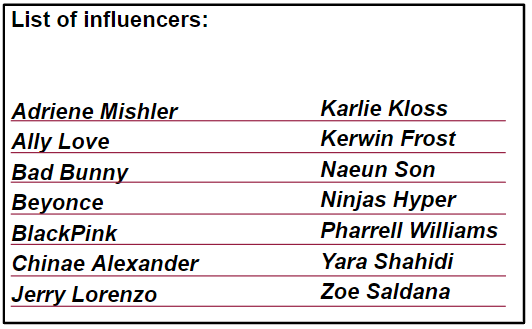 List of influencers:
Adriene Mishler
Ally Love
Bad Bunny
Beyonce
BlackPink
Chinae Alexander
Jerry Lorenzo
Karlie Kloss
Kerwin Frost
Naeun Son
Ninjas Hyper
Pharrell Williams
Yara Shahidi
Zoe Saldana